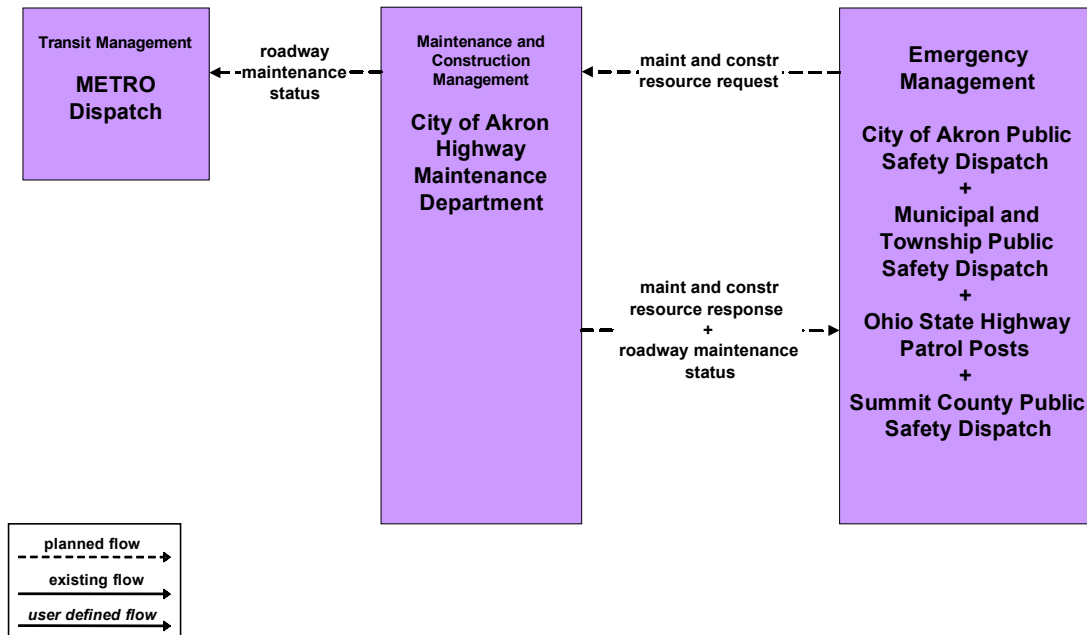 Transit Management
METRO
Dispatch
roadway
maintenance
status
Maintenance and
Construction
Management
City of Akron
Highway
Maintenance
Department
maint and constr
resource request
maint and constr
resource response
+
roadway maintenance
status
Emergency
Management
City of Akron Public
Safety Dispatch
+
Municipal and
Township Public
Safety Dispatch
+
Ohio State Highway
Patrol Posts
+
Summit County Public
Safety Dispatch
planned flow
existing flow
user defined flow